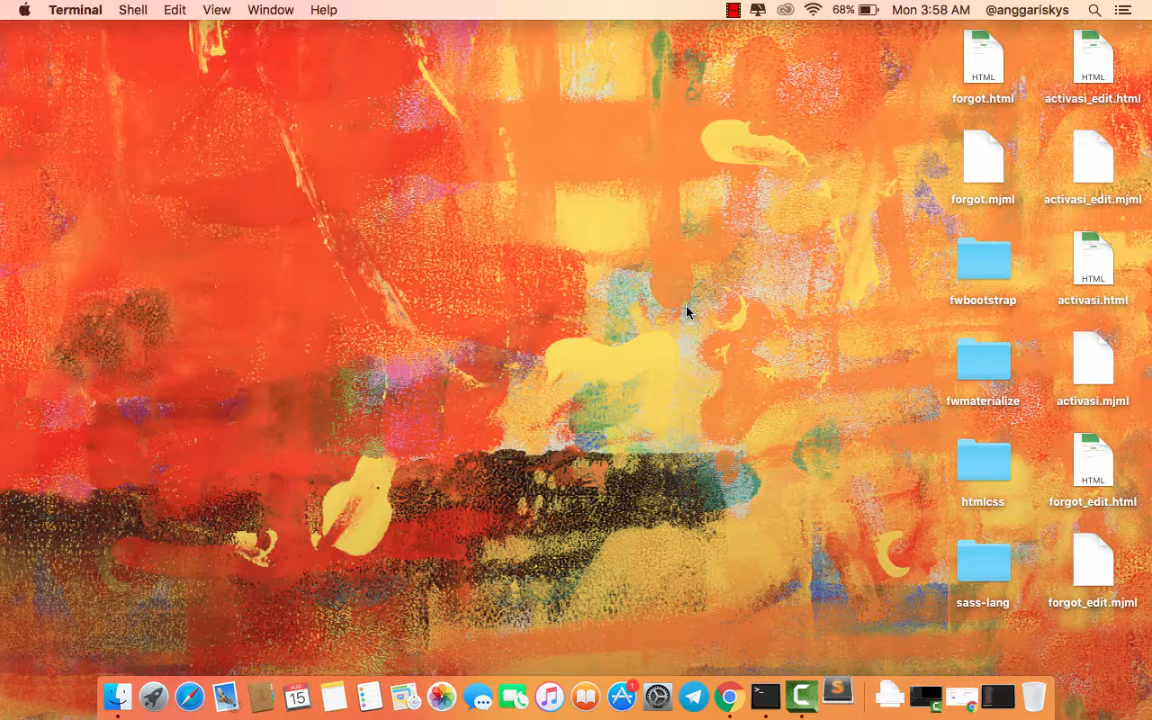 Terminal Shell Edit View Window Help 68% Mon 3:58 AM @anggariskys
HTML HTML
forgot.html activasi_edit.html
forgot.mjml activasi_edit.mjml
HTML
fwbootstrap activasi.html
fwmaterialize activasi.mjml
HTML
htmlcss forgot_edit.html
sass-lang forgot_edit.mjml
AUG
15
1
>_
C
S